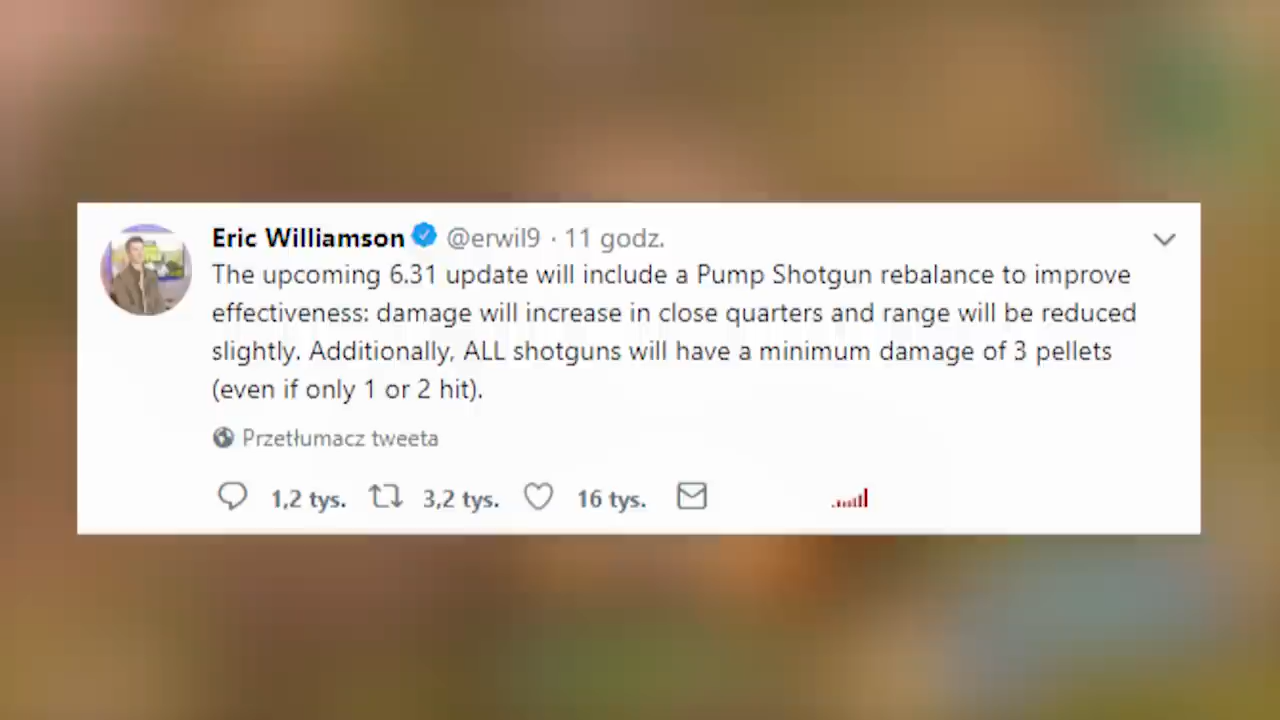 Eric Williamson @erwil9 · 11 godz.
The upcoming 6.31 update will include a Pump Shotgun rebalance to improve
effectiveness: damage will increase in close quarters and range will be reduced
slightly. Additionally, ALL shotguns will have a minimum damage of 3 pellets
(even if only 1 or 2 hit).
Przetłumacz tweeta
1,2 tys. 3,2 tys. 16 tys.